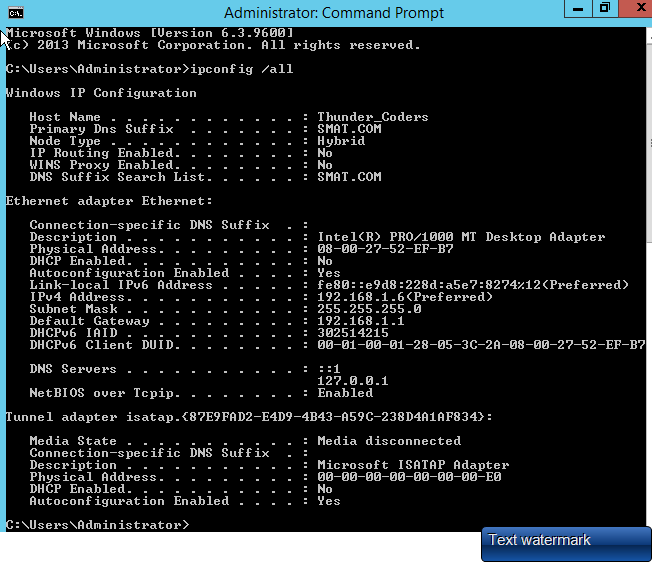 Administrator: Command Prompt
Microsoft Windows [Version 6.3.9600]
(c) 2013 Microsoft Corporation. All rights reserved.
C:\Users\Administrator>ipconfig /all
Windows IP Configuration
Host Name . . . . . . . . . . . . : Thunder_Coders
Primary Dns Suffix  . . . . . . . : SMAT.COM
Node Type . . . . . . . . . . . . : Hybrid
IP Routing Enabled. . . . . . . . : No
WINS Proxy Enabled. . . . . . . . : No
DNS Suffix Search List. . . . . . : SMAT.COM
Ethernet adapter Ethernet:
Connection-specific DNS Suffix  . :
Description . . . . . . . . . . . : Intel(R) PRO/1000 MT Desktop Adapter
Physical Address. . . . . . . . . : 08-00-27-52-EF-B7
DHCP Enabled. . . . . . . . . . . : No
Autoconfiguration Enabled . . . . : Yes
Link-local IPv6 Address . . . . . : fe80::e9d8:228d:a5e7:8274%12(Preferred)
IPv4 Address. . . . . . . . . . . : 192.168.1.6(Preferred)
Subnet Mask . . . . . . . . . . . : 255.255.255.0
Default Gateway . . . . . . . . . : 192.168.1.1
DHCPv6 IAID . . . . . . . . . . . : 302514215
DHCPv6 Client DUID. . . . . . . . : 00-01-00-01-28-05-3C-2A-08-00-27-52-EF-B7
DNS Servers . . . . . . . . . . . : ::1
127.0.0.1
NetBIOS over Tcpip. . . . . . . . : Enabled
Tunnel adapter isatap.{87E9FAD2-E4D9-4B43-A59C-238D4A1AF834}:
Media State . . . . . . . . . . . : Media disconnected
Connection-specific DNS Suffix  . :
Description . . . . . . . . . . . : Microsoft ISATAP Adapter
Physical Address. . . . . . . . . : 00-00-00-00-00-00-00-E0
DHCP Enabled. . . . . . . . . . . : No
Autoconfiguration Enabled . . . . : Yes
C:\Users\Administrator>
Text watermark